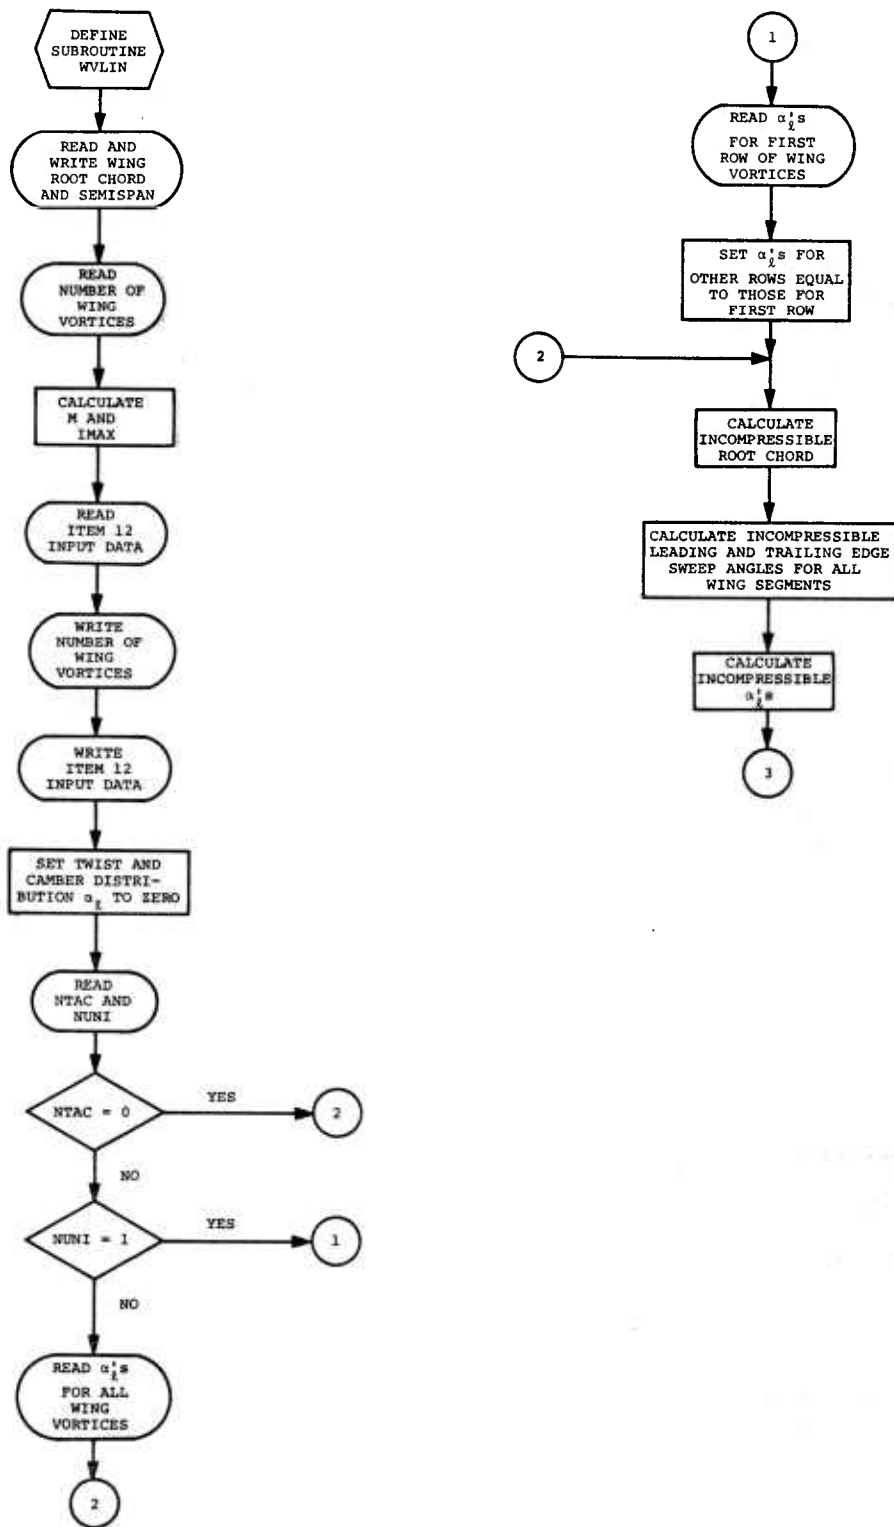 DEFINE
SUBROUTINE
WVLIN
READ AND
WRITE WING
ROOT CHORD
AND SEMISPAN
READ
NUMBER OF
WING
VORTICES
CALCULATE
M AND
IMAX
READ
ITEM 12
INPUT DATA
WRITE
NUMBER OF
WING
VORTICES
WRITE
ITEM 12
INPUT DATA
SET TWIST AND
CAMBER DISTRI-
BUTION αℓ TO ZERO
READ
NTAC AND
NUNI
NTAC = 0
YES
2
NO
NUNI = 1
YES
1
NO
READ αℓ's
FOR ALL
WING
VORTICES
2
1
READ αℓ's
FOR FIRST
ROW OF WING
VORTICES
SET αℓ's FOR
OTHER ROWS EQUAL
TO THOSE FOR
FIRST ROW
2
CALCULATE
INCOMPRESSIBLE
ROOT CHORD
CALCULATE INCOMPRESSIBLE
LEADING AND TRAILING EDGE
SWEEP ANGLES FOR ALL
WING SEGMENTS
CALCULATE
INCOMPRESSIBLE
αℓ's
3